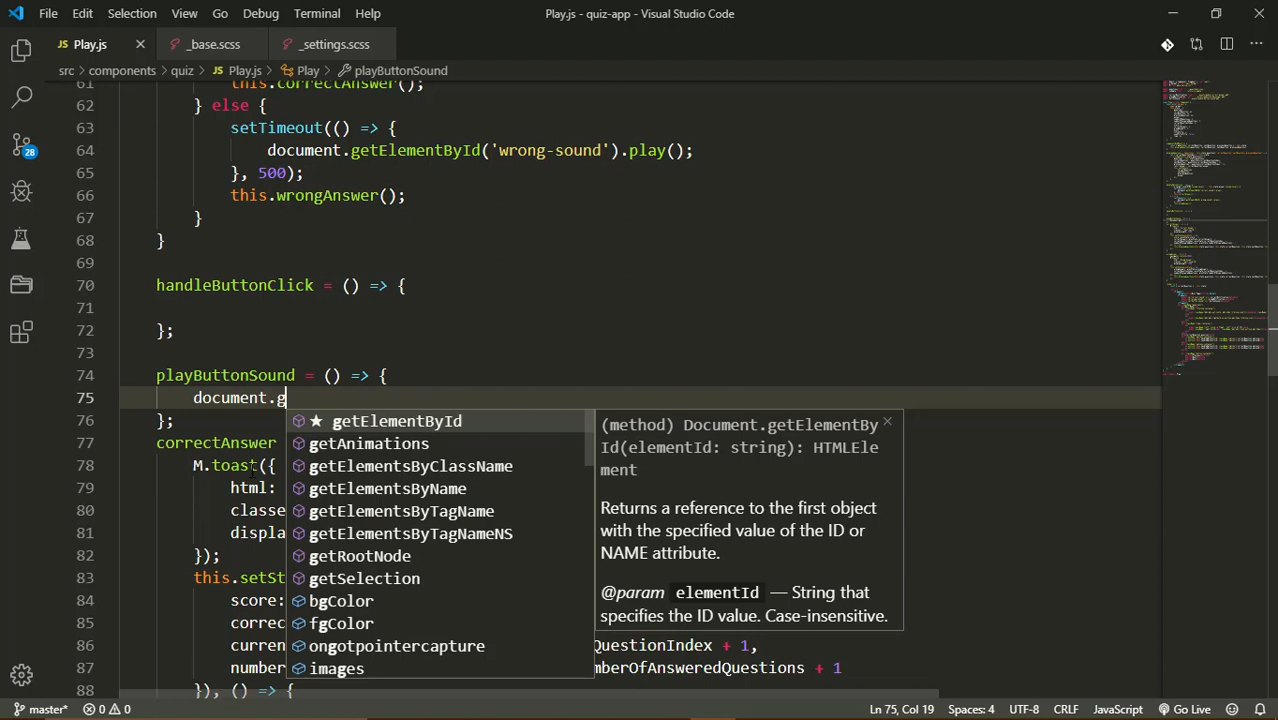 File Edit Selection View Go Debug Terminal Help
Play.js - quiz-app - Visual Studio Code
JS Play.js
_base.scss
_settings.scss
src > components > quiz > JS Play.js > Play > playButtonSound
61 this.correctAnswer();
62 } else {
63 setTimeout(() => {
64 document.getElementById('wrong-sound').play();
65 }, 500);
66 this.wrongAnswer();
67 }
68 }
69
70 handleButtonClick = () => {
71
72 };
73
74 playButtonSound = () => {
75 document.g
76 };
77 correctAnswer
78 M.toast({
79 html:
80 classe
81 displa
82 });
83 this.setSt
84 score:
85 correc
86 curren QuestionIndex + 1,
87 number mberOfAnsweredQuestions + 1
88 }), () => {
★ getElementById
getAnimations
getElementsByClassName
getElementsByName
getElementsByTagName
getElementsByTagNameNS
getRootNode
getSelection
bgColor
fgColor
ongotpointercapture
images
(method) Document.getElementBy
Id(elementId: string): HTMLEle
ment
Returns a reference to the first object
with the specified value of the ID or
NAME attribute.
@param elementId — String that
specifies the ID value. Case-insensitive.
28
master* 0 0
Ln 75, Col 19 Spaces: 4 UTF-8 CRLF JavaScript Go Live